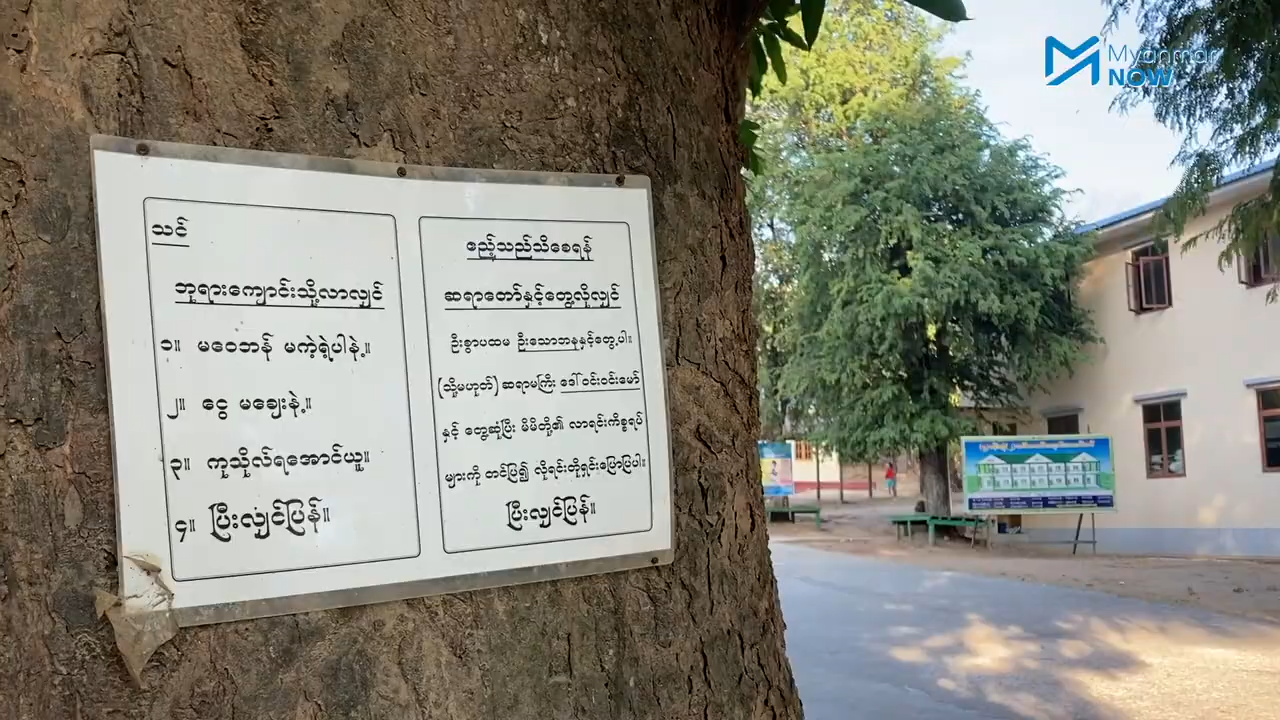 သင်
ဘုရားကျောင်းသို့လာလျှင်
၁။ မဝေဘန် မကဲ့ရဲ့ပါနဲ့။
၂။ ငွေ မချေးနဲ့။
၃။ ကုသိုလ်ရအောင်ယူ။
၄။ ပြီးလျှင်ပြန်။
ဧည့်သည်သိစေရန်
ဆရာတော်နှင့်တွေ့လိုလျှင်
ဦးစွာပထမ ဦးသောဘနနှင့်တွေ့ပါ။
(သို့မဟုတ်) ဆရာမကြီး ဒေါ်ဝင်းဝင်းမော်
နှင့် တွေ့ဆုံပြီး မိမိတို့၏ လာရင်းကိစ္စရပ်
များကို တင်ပြ၍ လိုရင်းတိုရှင်းပြောပြပါ။
ပြီးလျှင်ပြန်။
Myanmar
NOW